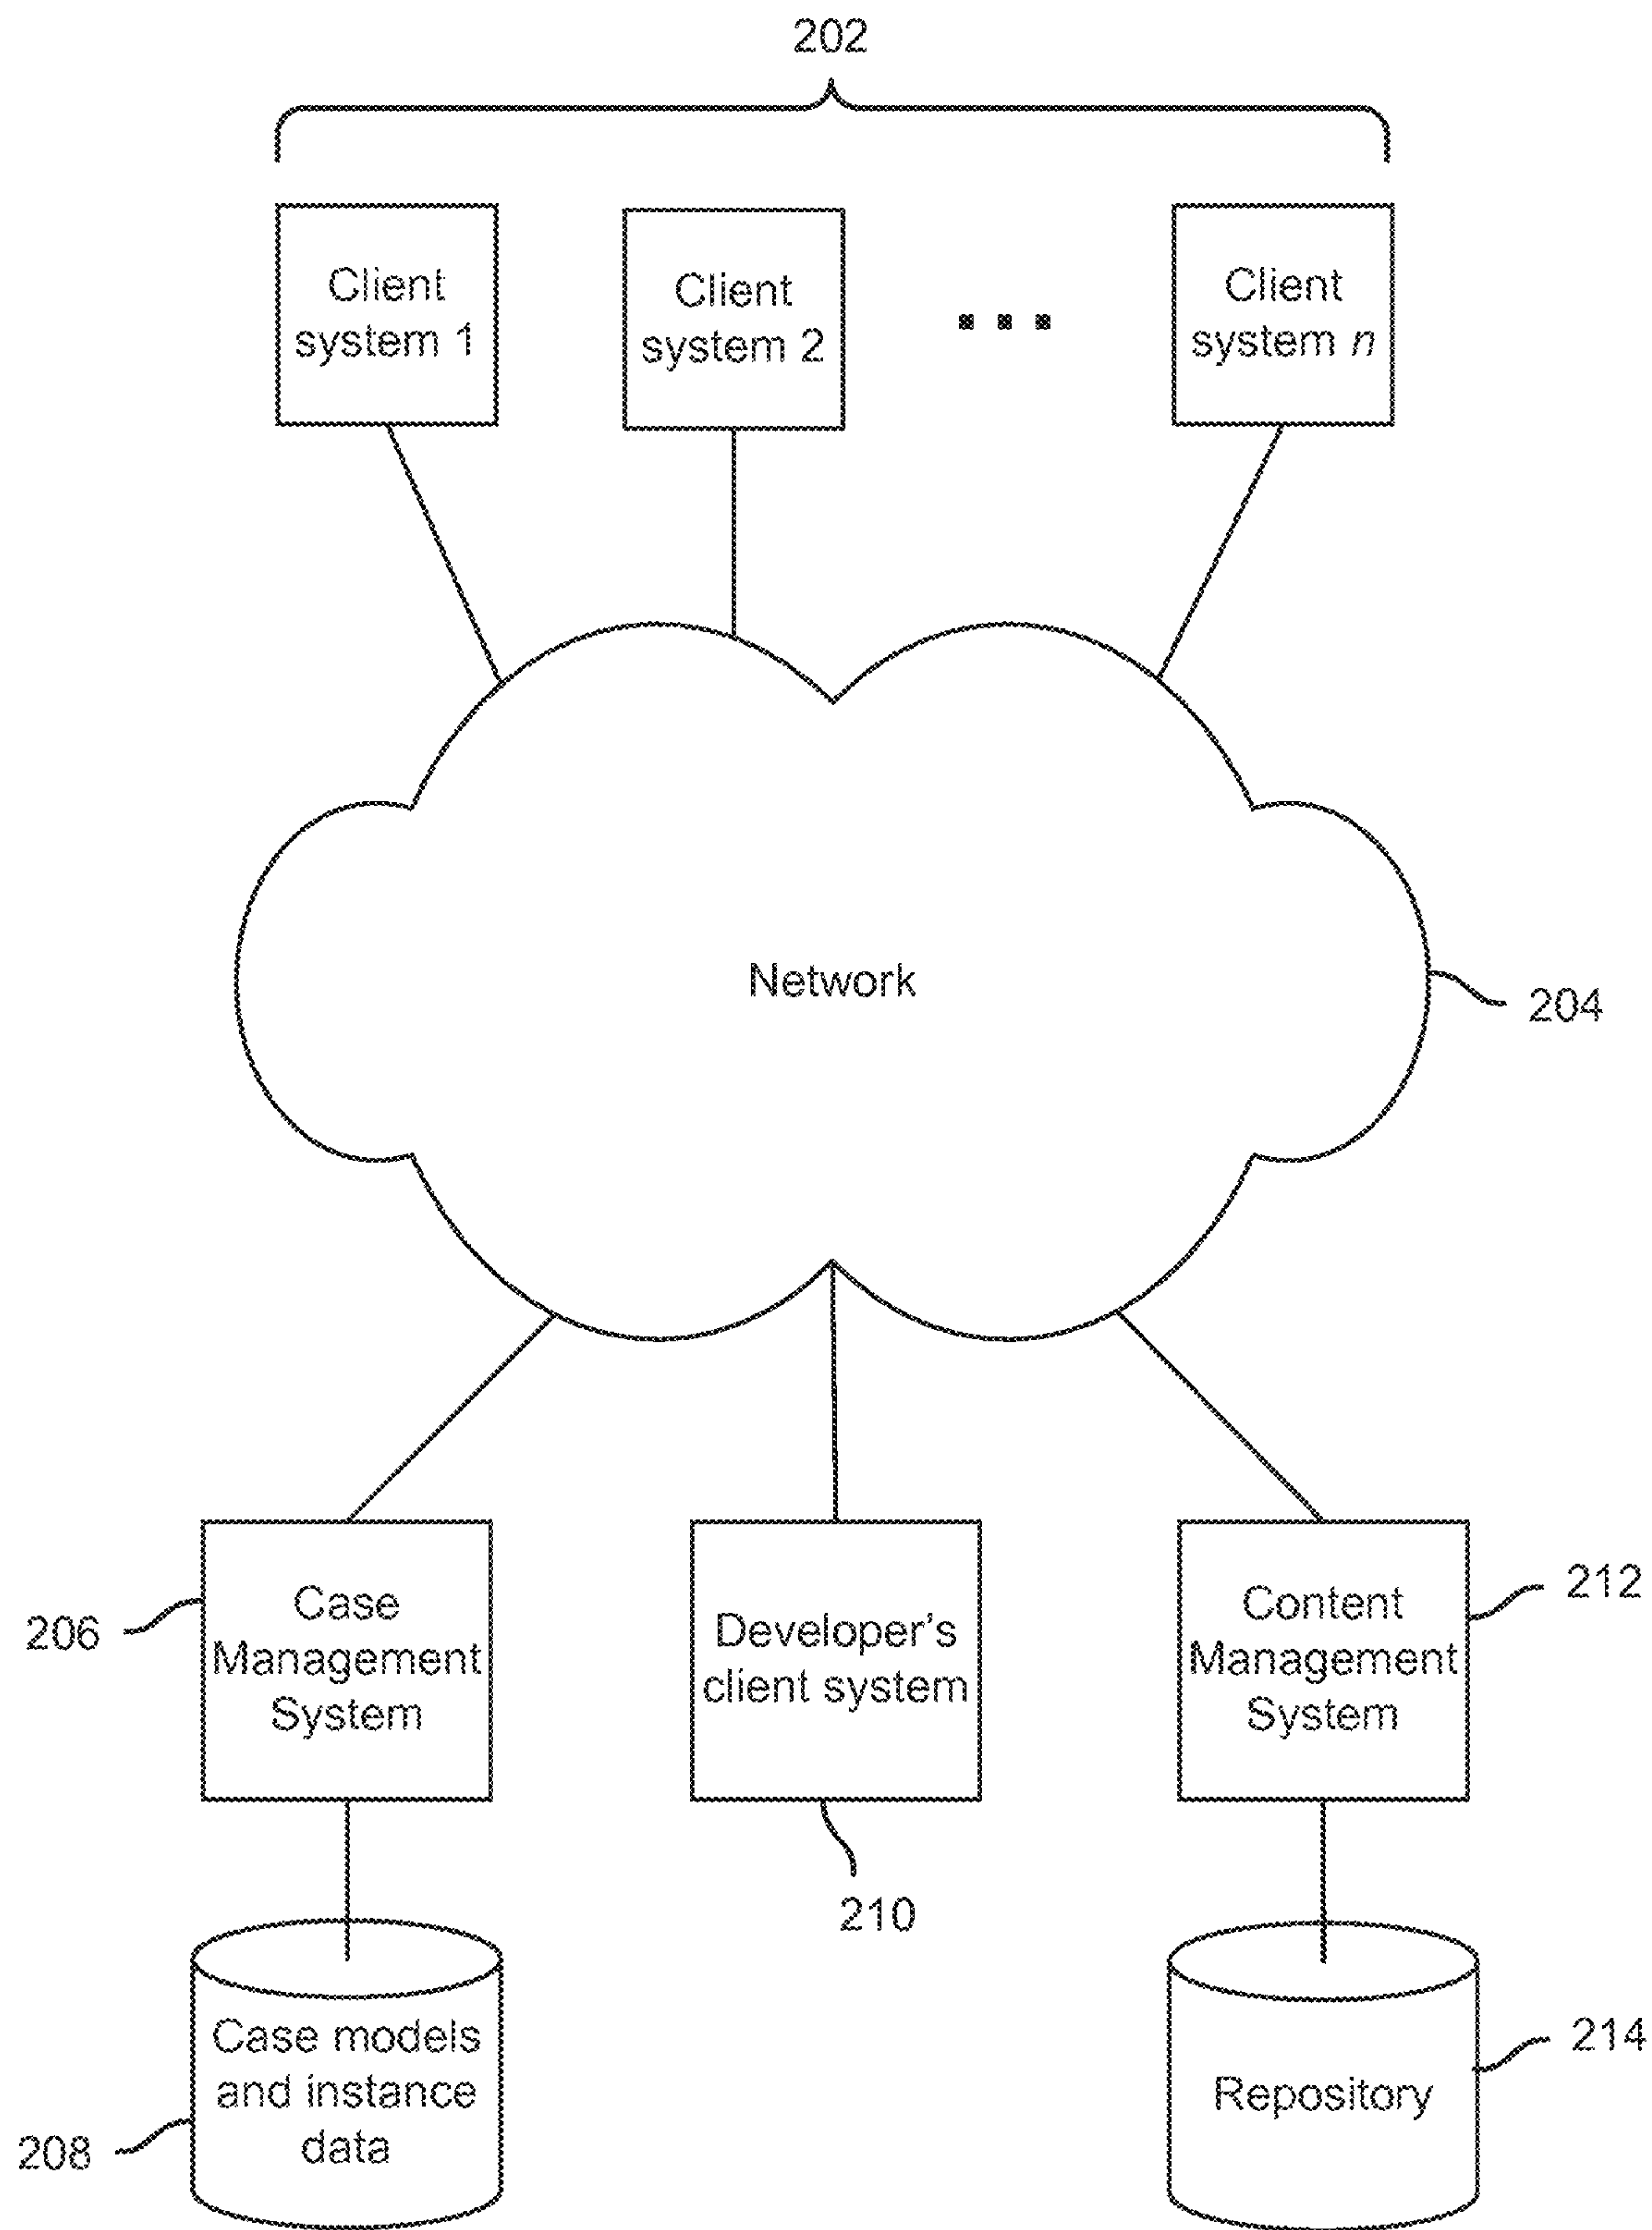 202
Client
system 1
Client
system 2
Client
system n
Network
204
Case
Management
System
206
Developer's
client system
210
Content
Management
System
212
Case models
and instance
data
208
Repository
214